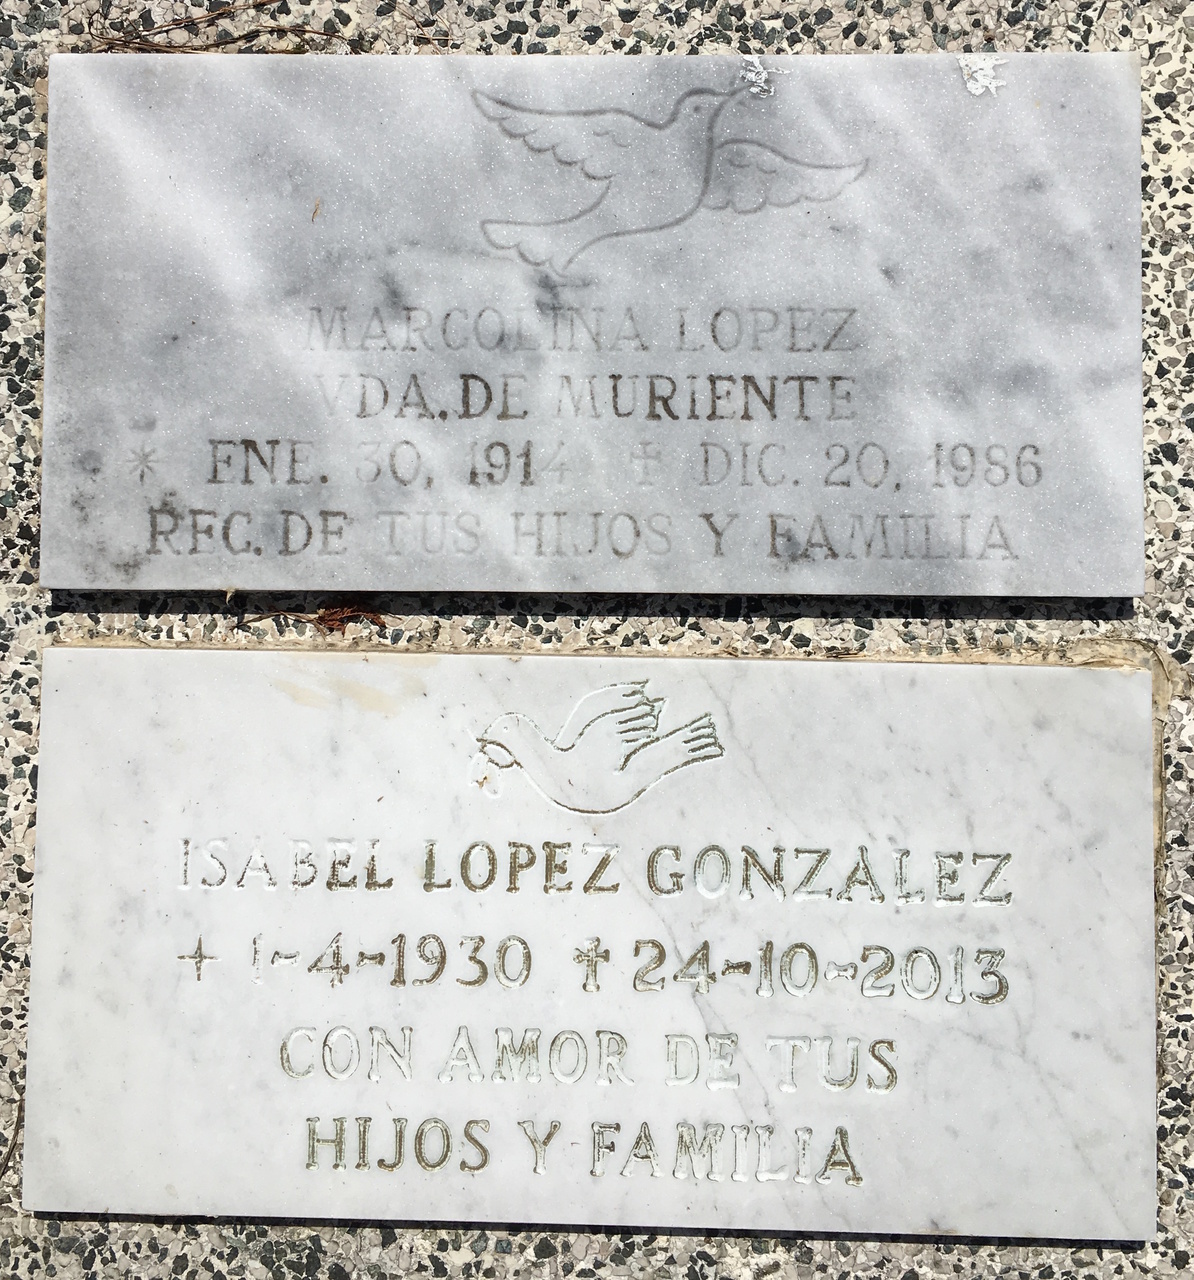 MARCOLINA LOPEZ
VDA. DE MURIENTE
✳ ENE. 30, 1914 ✝ DIC. 20, 1986
REC. DE TUS HIJOS Y FAMILIA
ISABEL LOPEZ GONZALEZ
+ 1-4-1930 ✝ 24-10-2013
CON AMOR DE TUS
HIJOS Y FAMILIA